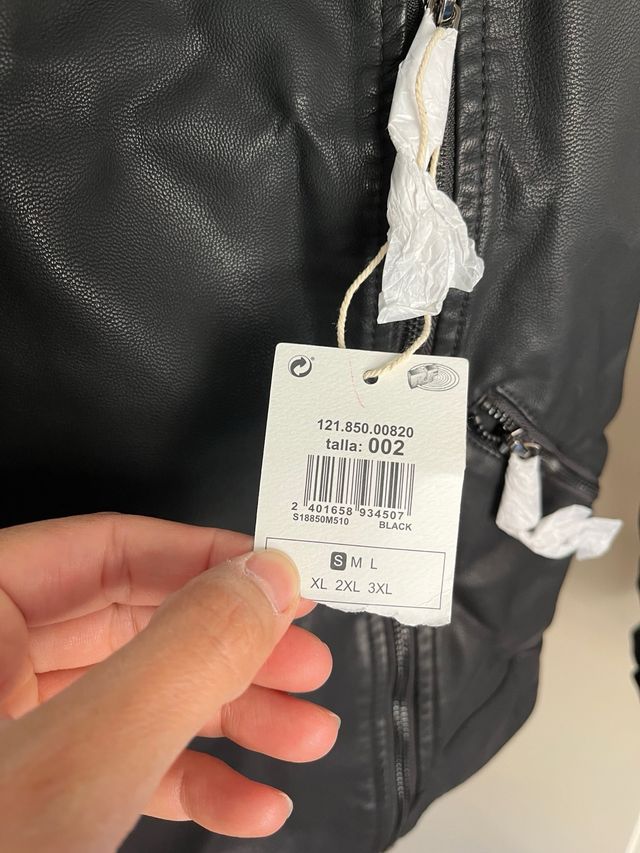 121.850.00820
talla: 002
2 401658 934507
S18850M510 BLACK
S M L
XL 2XL 3XL